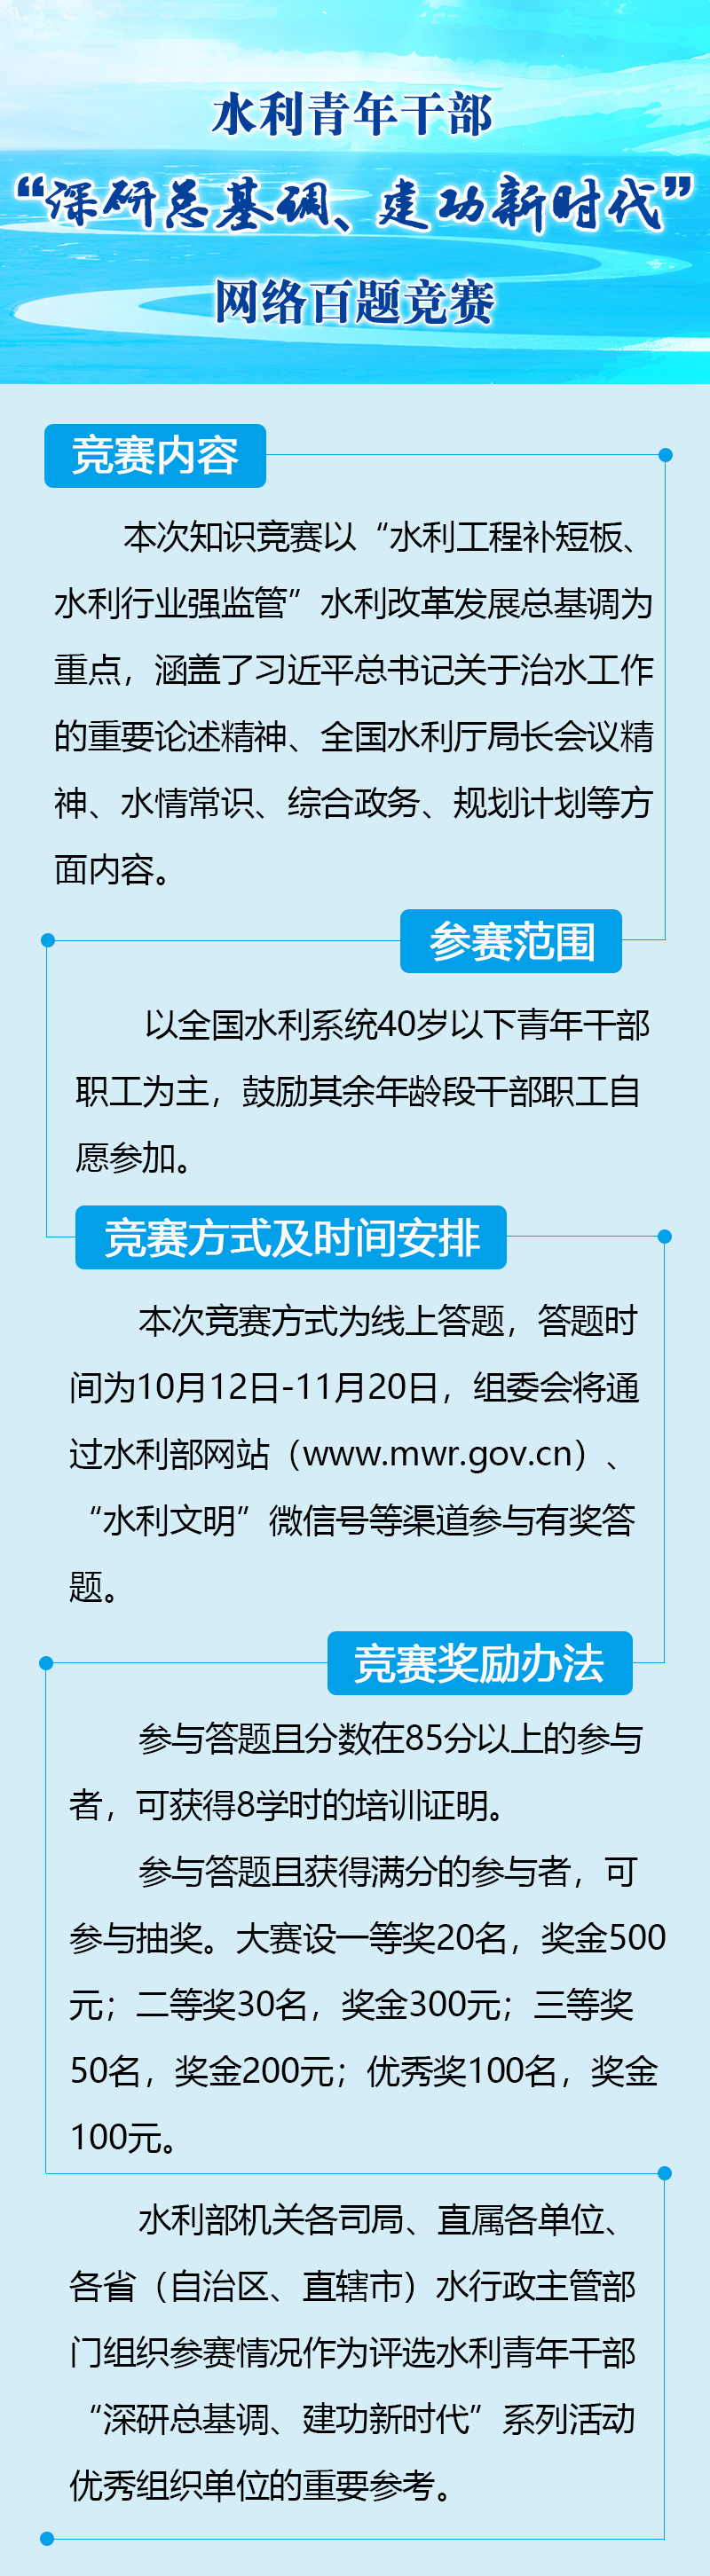 水利青年干部
“深研总基调、建功新时代”
网络百题竞赛
竞赛内容
本次知识竞赛以“水利工程补短板、
水利行业强监管”水利改革发展总基调为
重点，涵盖了习近平总书记关于治水工作
的重要论述精神、全国水利厅局长会议精
神、水情常识、综合政务、规划计划等方
面内容。
参赛范围
以全国水利系统40岁以下青年干部
职工为主，鼓励其余年龄段干部职工自
愿参加。
竞赛方式及时间安排
本次竞赛方式为线上答题，答题时
间为10月12日-11月20日，组委会将通
过水利部网站（www.mwr.gov.cn）、
“水利文明”微信号等渠道参与有奖答
题。
竞赛奖励办法
参与答题且分数在85分以上的参与
者，可获得8学时的培训证明。
参与答题且获得满分的参与者，可
参与抽奖。大赛设一等奖20名，奖金500
元；二等奖30名，奖金300元；三等奖
50名，奖金200元；优秀奖100名，奖金
100元。
水利部机关各司局、直属各单位、
各省（自治区、直辖市）水行政主管部
门组织参赛情况作为评选水利青年干部
“深研总基调、建功新时代”系列活动
优秀组织单位的重要参考。